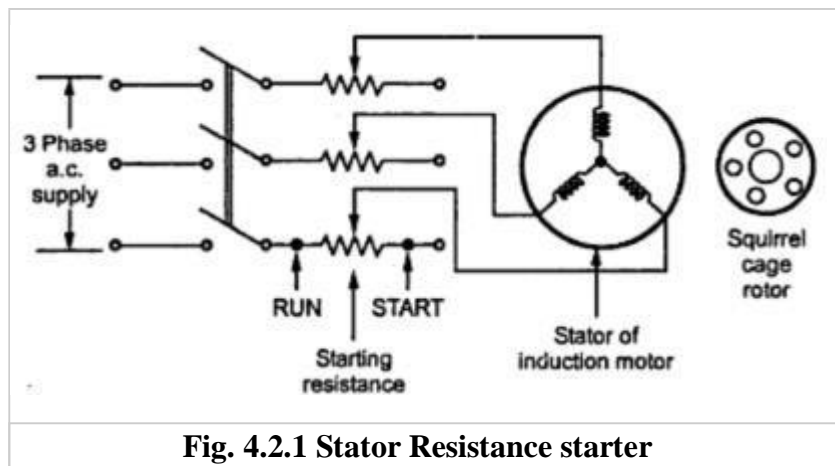 3 Phase
a.c.
supply
RUN
START
Starting
resistance
Stator of
induction motor
Squirrel
cage
rotor
Fig. 4.2.1 Stator Resistance starter